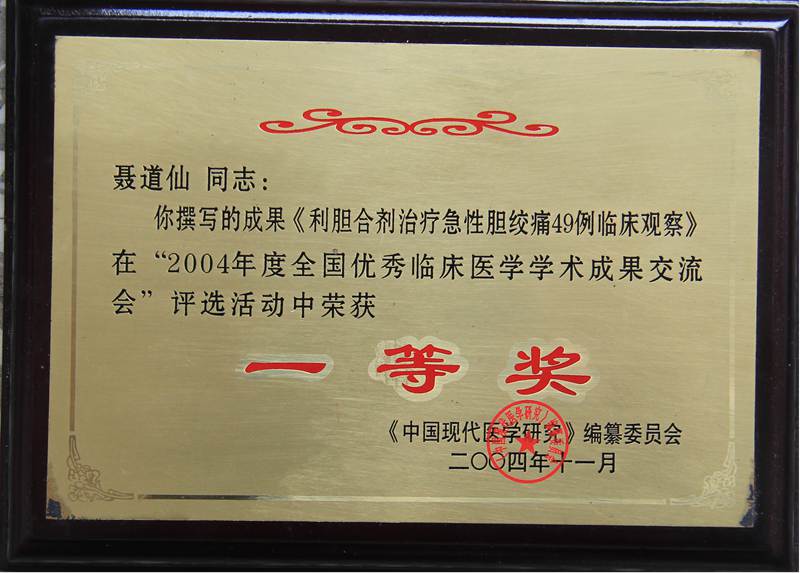 聂道仙 同志：
你撰写的成果《利胆合剂治疗急性胆绞痛49例临床观察》
在“2004年度全国优秀临床医学学术成果交流
会”评选活动中荣获
一等奖
《中国现代医学研究》编纂委员会
二〇〇四年十一月